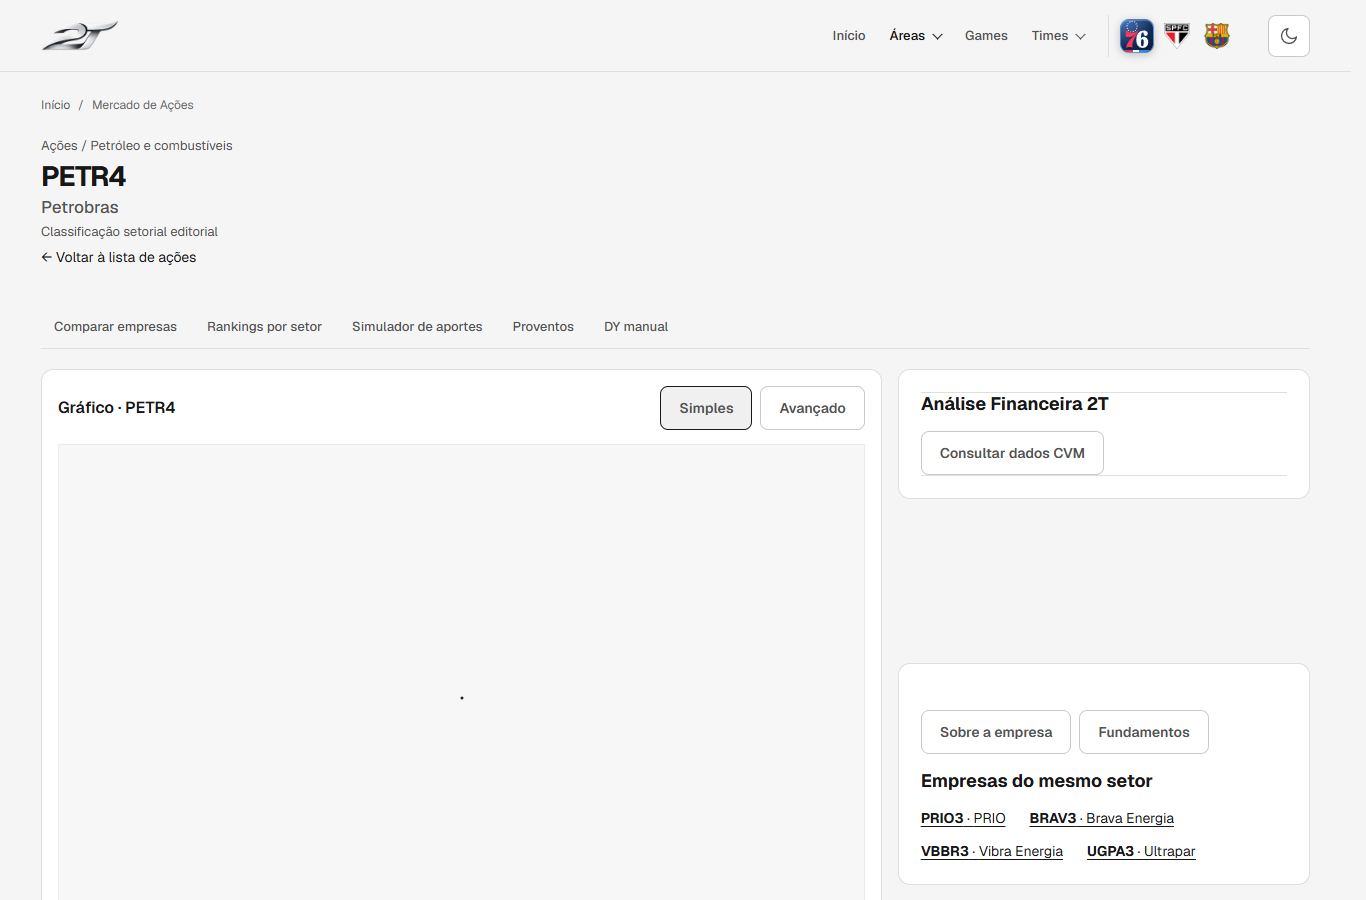 2T
Início
Áreas
Games
Times
76
SPFC
Início / Mercado de Ações
Ações / Petróleo e combustíveis
PETR4
Petrobras
Classificação setorial editorial
← Voltar à lista de ações
Comparar empresas
Rankings por setor
Simulador de aportes
Proventos
DY manual
Gráfico · PETR4
Simples
Avançado
Análise Financeira 2T
Consultar dados CVM
Sobre a empresa
Fundamentos
Empresas do mesmo setor
PRIO3 · PRIO
BRAV3 · Brava Energia
VBBR3 · Vibra Energia
UGPA3 · Ultrapar